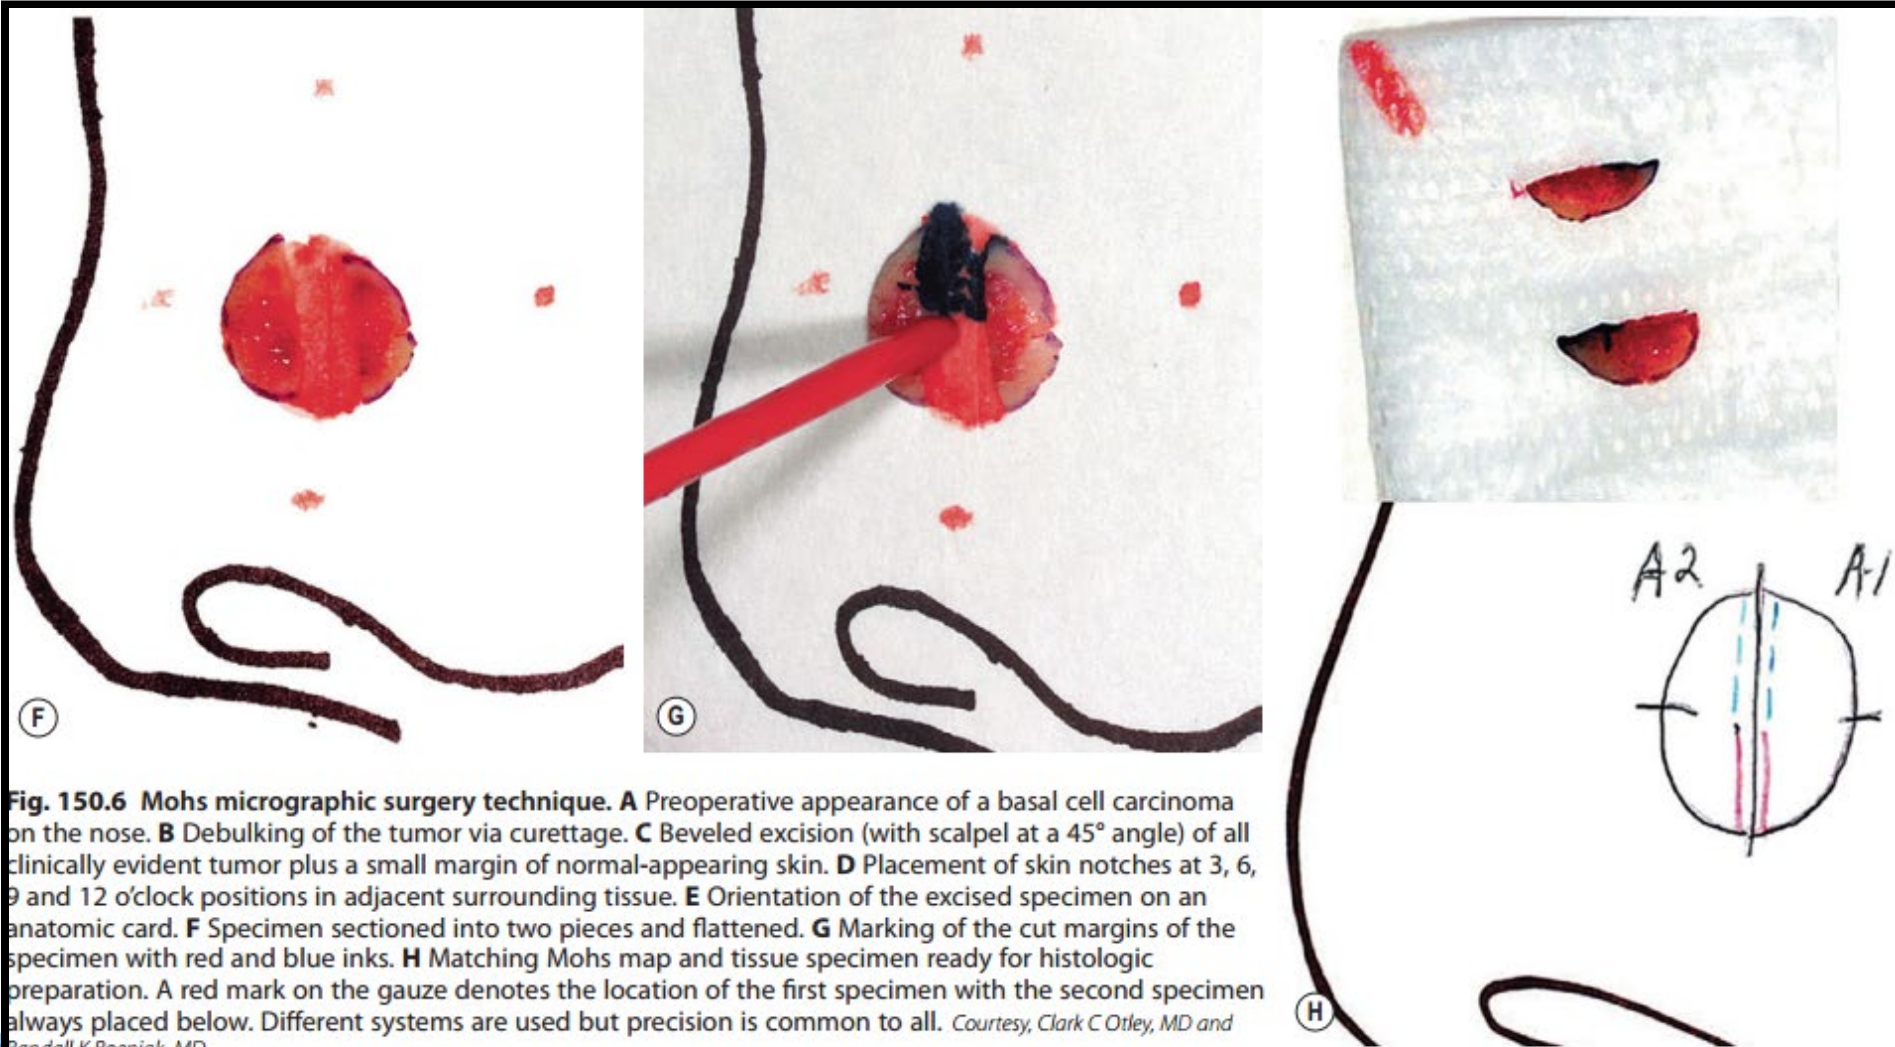 F
G
A2
A-1
H
Fig. 150.6 Mohs micrographic surgery technique. A Preoperative appearance of a basal cell carcinoma
on the nose. B Debulking of the tumor via curettage. C Beveled excision (with scalpel at a 45° angle) of all
clinically evident tumor plus a small margin of normal-appearing skin. D Placement of skin notches at 3, 6,
9 and 12 o'clock positions in adjacent surrounding tissue. E Orientation of the excised specimen on an
anatomic card. F Specimen sectioned into two pieces and flattened. G Marking of the cut margins of the
specimen with red and blue inks. H Matching Mohs map and tissue specimen ready for histologic
preparation. A red mark on the gauze denotes the location of the first specimen with the second specimen
always placed below. Different systems are used but precision is common to all. Courtesy, Clark C Otley, MD and